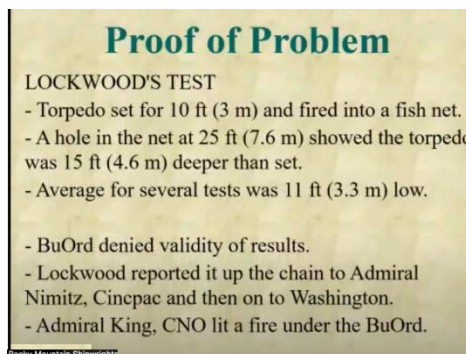 Proof of Problem
LOCKWOOD'S TEST
- Torpedo set for 10 ft (3 m) and fired into a fish net.
- A hole in the net at 25 ft (7.6 m) showed the torpedo
was 15 ft (4.6 m) deeper than set.
- Average for several tests was 11 ft (3.3 m) low.
- BuOrd denied validity of results.
- Lockwood reported it up the chain to Admiral
Nimitz, Cincpac and then on to Washington.
- Admiral King, CNO lit a fire under the BuOrd.
Rocky Mountain Shipwrights